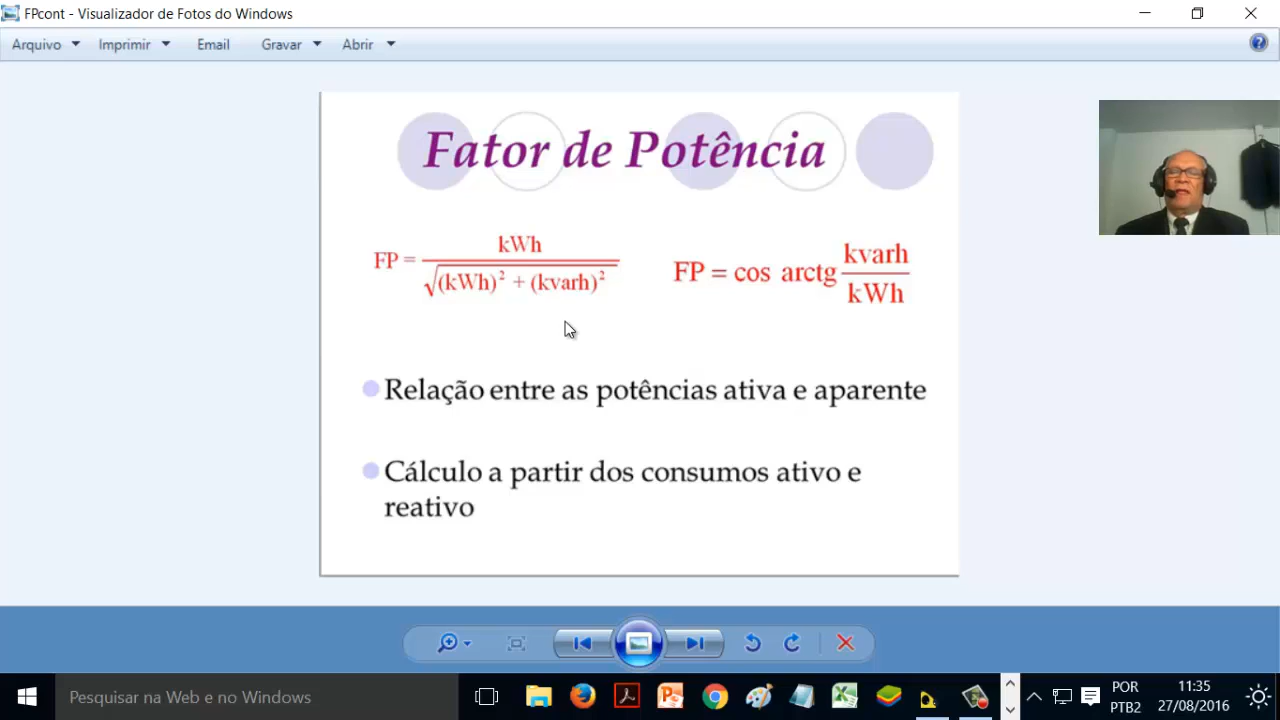 FPcont - Visualizador de Fotos do Windows
Arquivo Imprimir Email Gravar Abrir
Fator de Potência
FP = kWh / √(kWh)² + (kvarh)²
FP = cos arctg kvarh / kWh
Relação entre as potências ativa e aparente
Cálculo a partir dos consumos ativo e
reativo
Pesquisar na Web e no Windows
POR
PTB2
11:35
27/08/2016